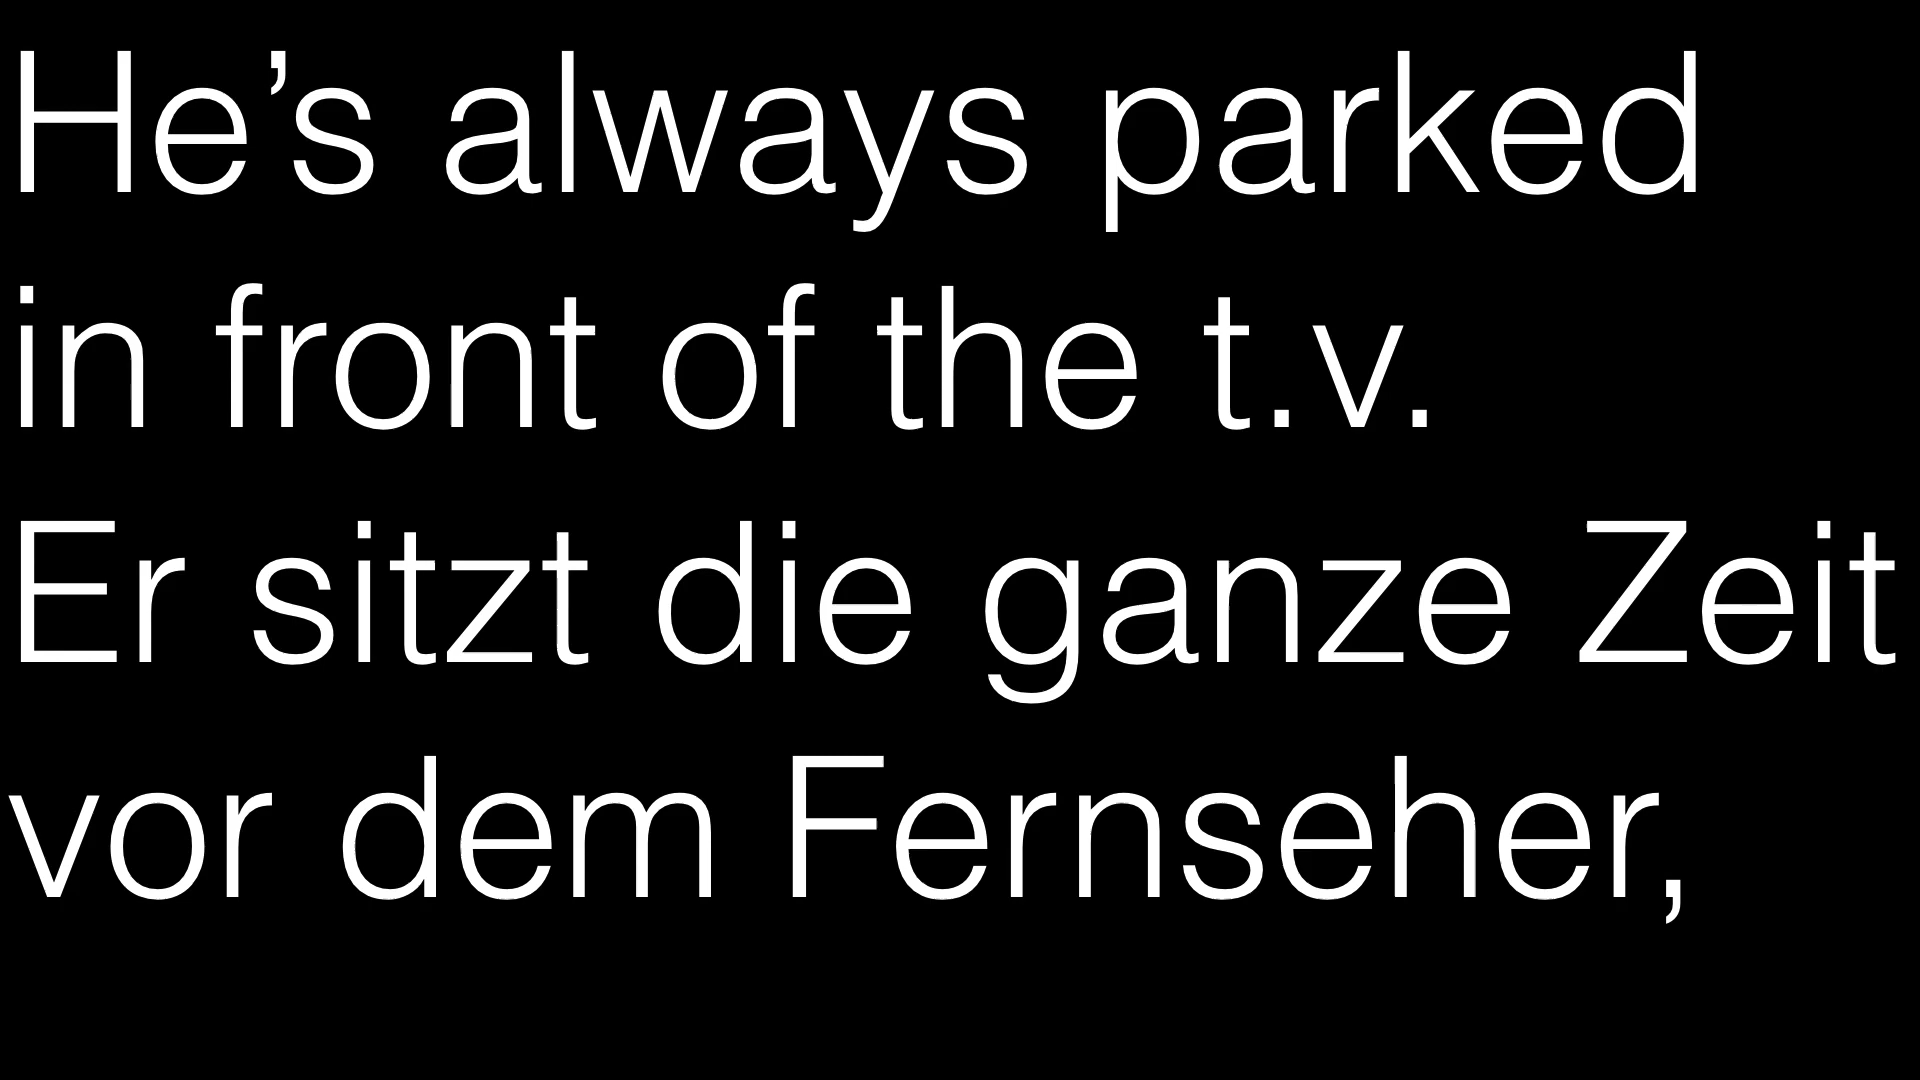 He’s always parked
in front of the t.v.
Er sitzt die ganze Zeit
vor dem Fernseher,